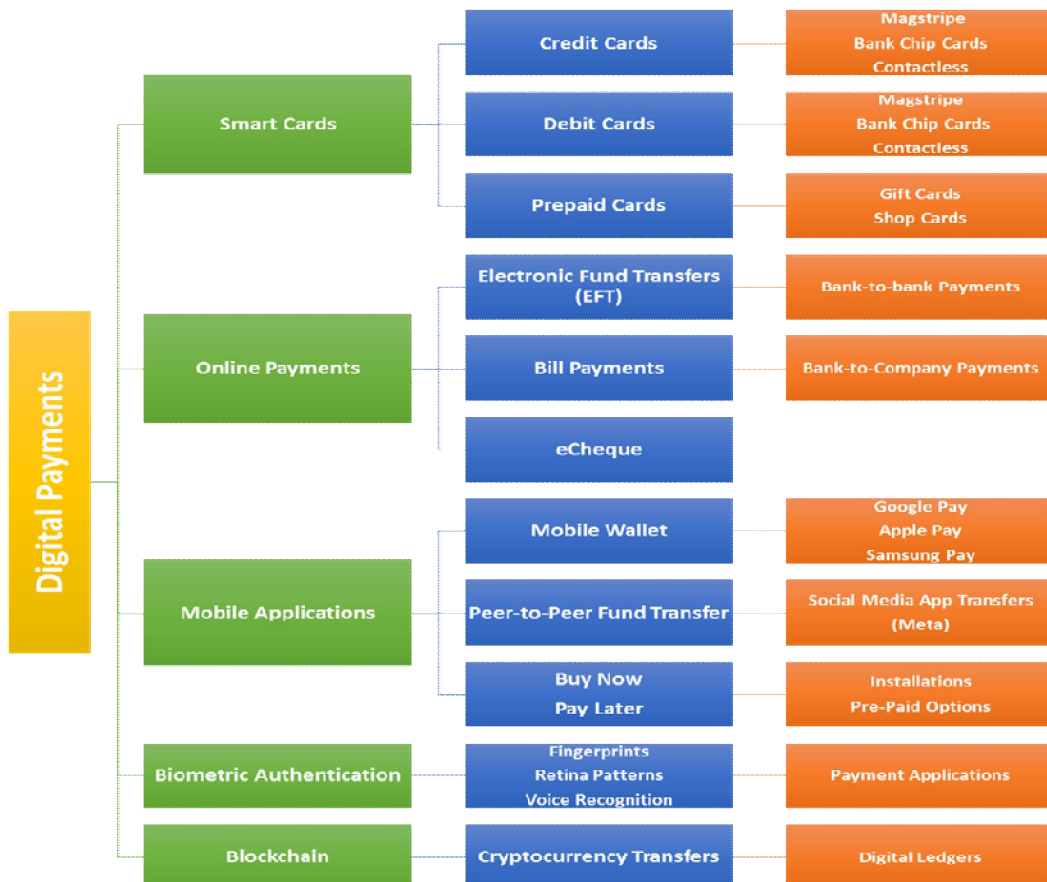 Digital Payments
Smart Cards
Credit Cards
Magstripe
Bank Chip Cards
Contactless
Debit Cards
Magstripe
Bank Chip Cards
Contactless
Prepaid Cards
Gift Cards
Shop Cards
Online Payments
Electronic Fund Transfers
(EFT)
Bank-to-bank Payments
Bill Payments
Bank-to-Company Payments
eCheque
Mobile Applications
Mobile Wallet
Google Pay
Apple Pay
Samsung Pay
Peer-to-Peer Fund Transfer
Social Media App Transfers
(Meta)
Buy Now
Pay Later
Installations
Pre-Paid Options
Biometric Authentication
Fingerprints
Retina Patterns
Voice Recognition
Payment Applications
Blockchain
Cryptocurrency Transfers
Digital Ledgers